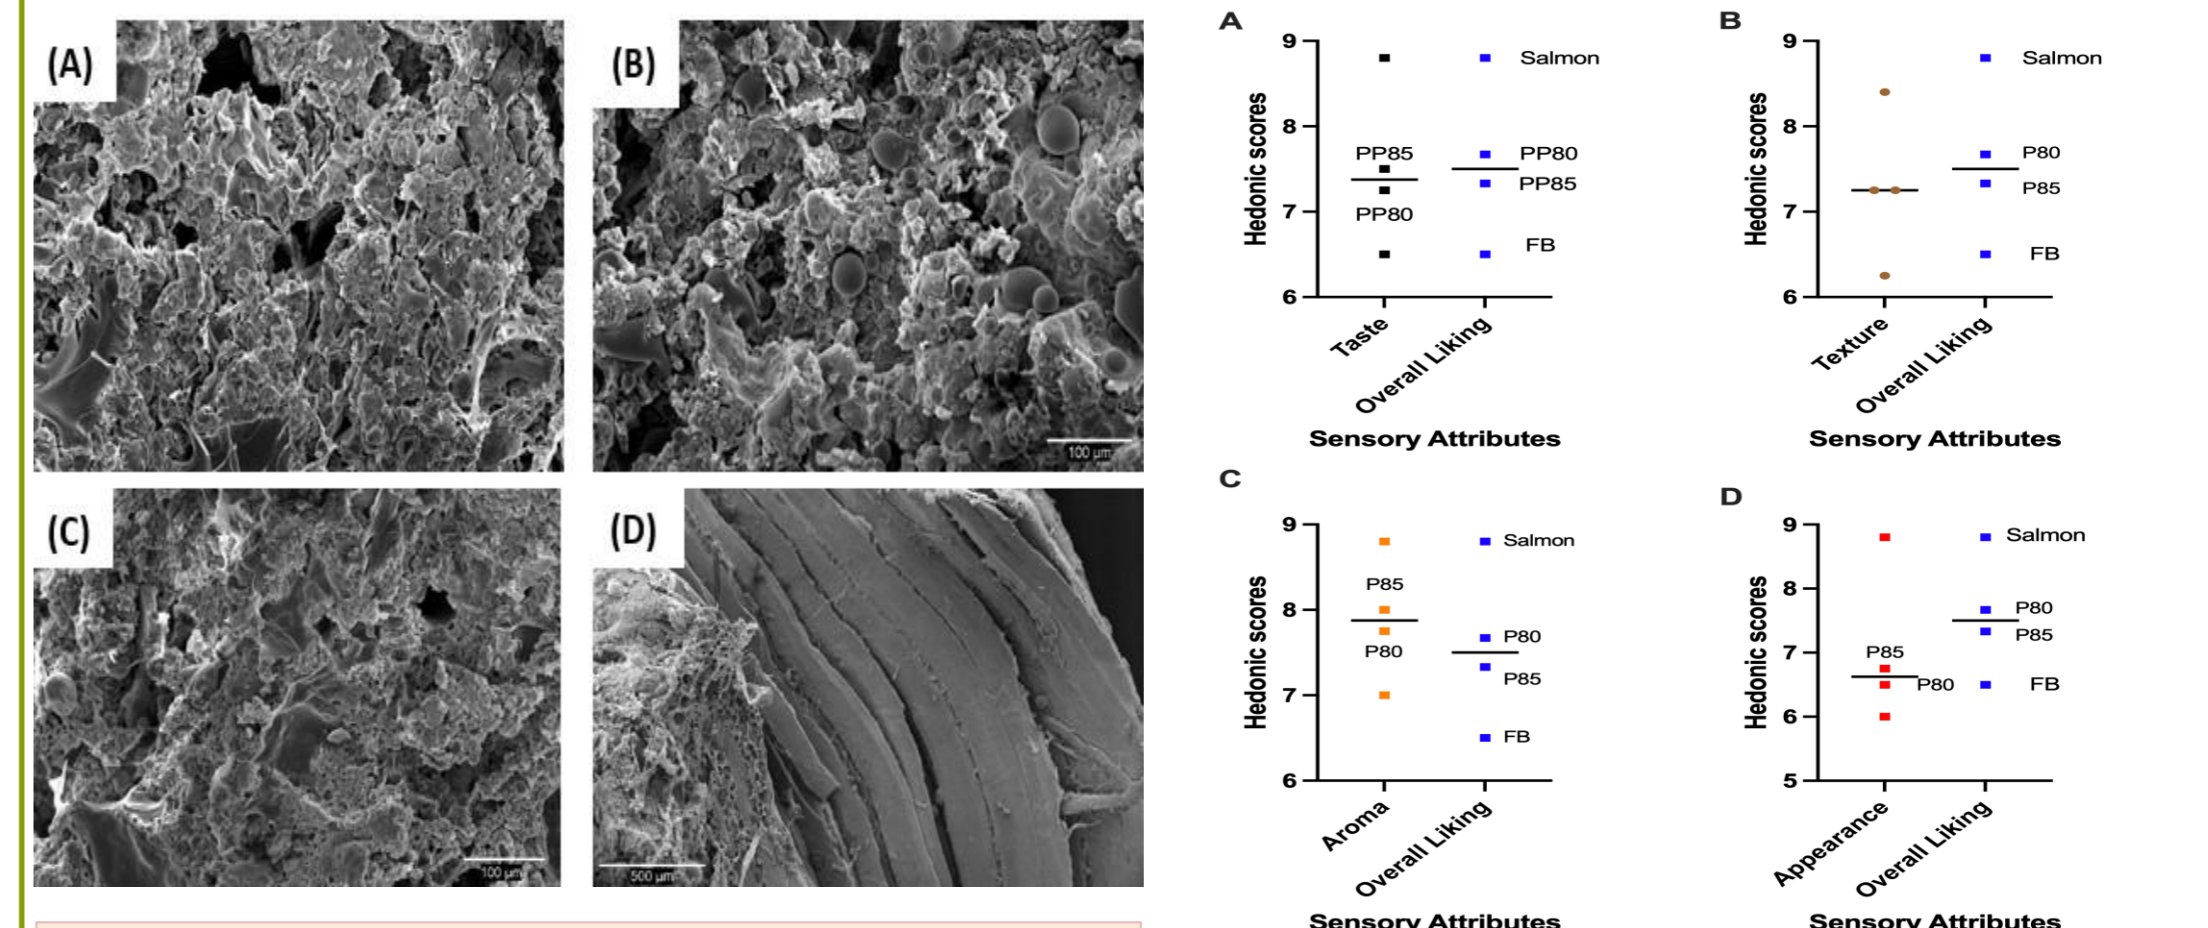 (A)
(B)
100 µm
(C)
100 µm
(D)
500 µm
A
9
8
7
6
Hedonic scores
Salmon
PP85
PP80
PP80
PP85
FB
Taste
Overall Liking
Sensory Attributes
B
9
8
7
6
Hedonic scores
Salmon
P80
P85
FB
Texture
Overall Liking
Sensory Attributes
C
9
8
7
6
Hedonic scores
Salmon
P85
P80
P80
P85
FB
Aroma
Overall Liking
Sensory Attributes
D
9
8
7
6
5
Hedonic scores
Salmon
P80
P85
P85
P80
FB
Appearance
Overall Liking
Sensory Attributes